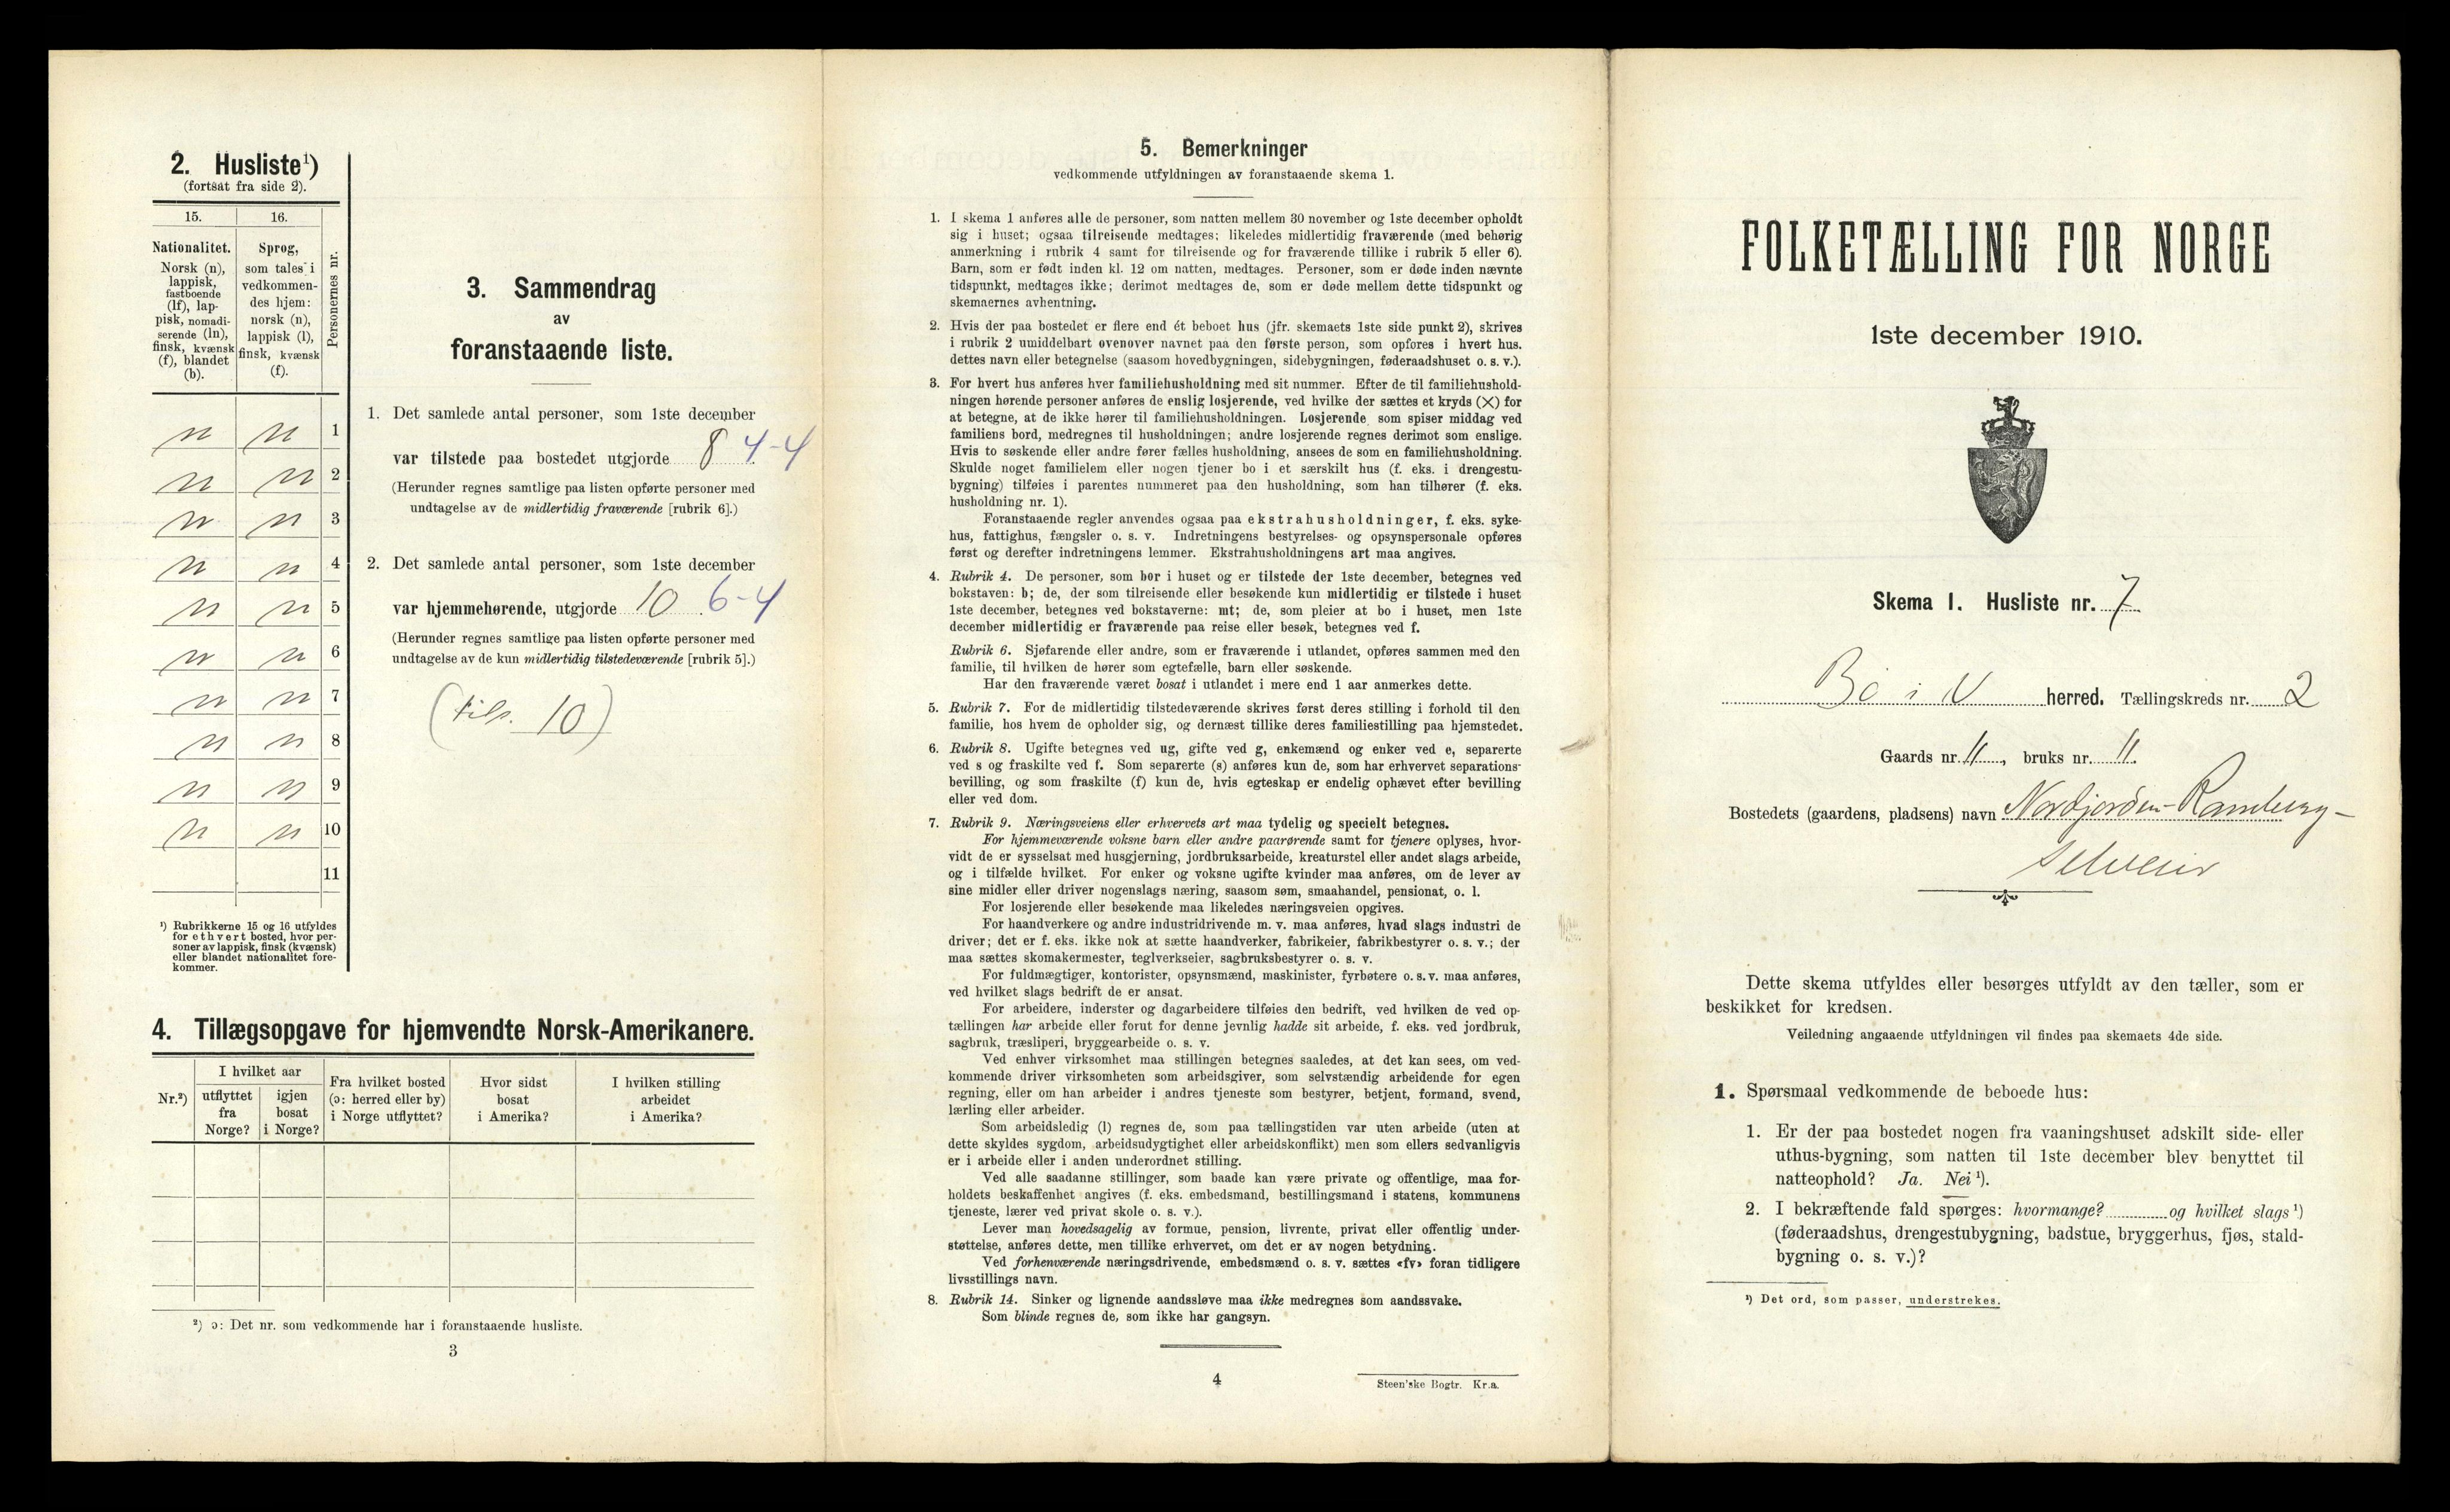 2. Husliste¹)
(fortsat fra side 2).
15.
16.
Personernes nr.
Nationalitet.
Norsk (n),
lappisk,
fastboende
(lf), lap-
pisk, nomadi-
serende (ln),
finsk, kvænsk
(f), blandet
(b).
Sprog,
som tales i
vedkommen-
des hjem:
norsk (n),
lappisk (l),
finsk, kvænsk
(f).
n n 1
n n 2
n n 3
n n 4
n n 5
n n 6
n n 7
n n 8
n n 9
n n 10
11
¹) Rubrikkerne 15 og 16 utfyldes
for ethvert bosted, hvor per-
soner av lappisk, finsk (kvænsk)
eller blandet nationalitet fore-
kommer.
3. Sammendrag
av
foranstaaende liste.
1. Det samlede antal personer, som 1ste december
var tilstede paa bostedet utgjorde 8 4-4
(Herunder regnes samtlige paa listen opførte personer med
undtagelse av de midlertidig fraværende [rubrik 6].)
2. Det samlede antal personer, som 1ste december
var hjemmehørende, utgjorde 10 6-4
(Herunder regnes samtlige paa listen opførte personer med
undtagelse av de kun midlertidig tilstedeværende [rubrik 5].)
(tils. 10)
4. Tillægsopgave for hjemvendte Norsk-Amerikanere.
Nr.²)
I hvilket aar
utflyttet
fra
Norge?
igjen
bosat
i Norge?
Fra hvilket bosted
(ɔ: herred eller by)
i Norge utflyttet?
Hvor sidst
bosat
i Amerika?
I hvilken stilling
arbeidet
i Amerika?
²) ɔ: Det nr. som vedkommende har i foranstaaende husliste.
3
5. Bemerkninger
vedkommende utfyldningen av foranstaaende skema 1.
1. I skema 1 anføres alle de personer, som natten mellem 30 november og 1ste december opholdt
sig i huset; ogsaa tilreisende medtages; likeledes midlertidig fraværende (med behørig
anmerkning i rubrik 4 samt for tilreisende og for fraværende tillike i rubrik 5 eller 6).
Barn, som er født inden kl. 12 om natten, medtages. Personer, som er døde inden nævnte
tidspunkt, medtages ikke; derimot medtages de, som er døde mellem dette tidspunkt og
skemaernes avhentning.
2. Hvis der paa bostedet er flere end ét beboet hus (jfr. skemaets 1ste side punkt 2), skrives
i rubrik 2 umiddelbart ovenover navnet paa den første person, som opføres i hvert hus.
dettes navn eller betegnelse (saasom hovedbygningen, sidebygningen, føderaadshuset o. s. v.).
3. For hvert hus anføres hver familiehusholdning med sit nummer. Efter de til familiehushold-
ningen hørende personer anføres de enslig losjerende, ved hvilke der sættes et kryds (×) for
at betegne, at de ikke hører til familiehusholdningen. Losjerende som spiser middag ved
familiens bord, medregnes til husholdningen; andre losjerende regnes derimot som enslige.
Hvis to søskende eller andre fører fælles husholdning, ansees de som en familiehusholdning.
Skulde noget familielem eller nogen tjener bo i et særskilt hus (f. eks. i drengestu-
bygning) tilføies i parentes nummeret paa den husholdning, som han tilhører (f. eks.
husholdning nr. 1).
Foranstaaende regler anvendes ogsaa paa ekstrahusholdninger, f. eks. syke-
hus, fattighus, fængsler o. s. v. Indretningens bestyrelses- og opsynspersonale opføres
først og derefter indretningens lemmer. Ekstrahusholdningens art maa angives.
4. Rubrik 4. De personer, som bor i huset og er tilstede der 1ste december, betegnes ved
bokstaven: b; de, der som tilreisende eller besøkende kun midlertidig er tilstede i huset
1ste december, betegnes ved bokstaverne: mt; de, som pleier at bo i huset, men 1ste
december midlertidig er fraværende paa reise eller besøk, betegnes ved f.
Rubrik 6. Sjøfarende eller andre, som er fraværende i utlandet, opføres sammen med den
familie, til hvilken de hører som egtefælle, barn eller søskende.
Har den fraværende været bosat i utlandet i mere end 1 aar anmerkes dette.
5. Rubrik 7. For de midlertidig tilstedeværende skrives først deres stilling i forhold til den
familie, hos hvem de opholder sig, og dernæst tillike deres familiestilling paa hjemstedet.
6. Rubrik 8. Ugifte betegnes ved ug, gifte ved g, enkemænd og enker ved e, separerte
ved s og fraskilte ved f. Som separerte (s) anføres kun de, som har erhvervet separations-
bevilling, og som fraskilte (f) kun de, hvis egteskap er endelig ophævet efter bevilling
eller ved dom.
7. Rubrik 9. Næringsveiens eller erhvervets art maa tydelig og specielt betegnes.
For hjemmeværende voksne barn eller andre paarørende samt for tjenere oplyses, hvor-
vidt de er sysselsat med husgjerning, jordbruksarbeide, kreaturstel eller andet slags arbeide,
og i tilfælde hvilket. For enker og voksne ugifte kvinder maa anføres, om de lever av
sine midler eller driver nogenslags næring, saasom søm, smaahandel, pensionat, o. l.
For losjerende eller besøkende maa likeledes næringsveien opgives.
For haandverkere og andre industridrivende m. v. maa anføres, hvad slags industri de
driver; det er f. eks. ikke nok at sætte haandverker, fabrikeier, fabrikbestyrer o. s. v.; der
maa sættes skomakermester, teglverkseier, sagbruksbestyrer o. s. v.
For fuldmægtiger, kontorister, opsynsmænd, maskinister, fyrbøtere o. s. v. maa anføres,
ved hvilket slags bedrift de er ansat.
For arbeidere, inderster og dagarbeidere tilføies den bedrift, ved hvilken de ved op-
tællingen har arbeide eller forut for denne jevnlig hadde sit arbeide, f. eks. ved jordbruk,
sagbruk, træsliperi, bryggearbeide o. s. v.
Ved enhver virksomhet maa stillingen betegnes saaledes, at det kan sees, om ved-
kommende driver virksomheten som arbeidsgiver, som selvstændig arbeidende for egen
regning, eller om han arbeider i andres tjeneste som bestyrer, betjent, formand, svend,
lærling eller arbeider.
Som arbeidsledig (l) regnes de, som paa tællingstiden var uten arbeide (uten at
dette skyldes sygdom, arbeidsudygtighet eller arbeidskonflikt) men som ellers sedvanligvis
er i arbeide eller i anden underordnet stilling.
Ved alle saadanne stillinger, som baade kan være private og offentlige, maa for-
holdets beskaffenhet angives (f. eks. embedsmand, bestillingsmand i statens, kommunens
tjeneste, lærer ved privat skole o. s. v.).
Lever man hovedsagelig av formue, pension, livrente, privat eller offentlig under-
støttelse, anføres dette, men tillike erhvervet, om det er av nogen betydning.
Ved forhenværende næringsdrivende, embedsmænd o. s. v. sættes «fv» foran tidligere
livsstillings navn.
8. Rubrik 14. Sinker og lignende aandssløve maa ikke medregnes som aandssvake.
Som blinde regnes de, som ikke har gangsyn.
4
Steen'ske Bogtr. Kr.a.
FOLKETÆLLING FOR NORGE
1ste december 1910.
Skema 1. Husliste nr. 7
Bø i V herred. Tællingskreds nr. 2
Gaards nr. 11, bruks nr. 11.
Bostedets (gaardens, pladsens) navn Nordjorden-Ramberg-
Selveier
Dette skema utfyldes eller besørges utfyldt av den tæller, som er
beskikket for kredsen.
Veiledning angaaende utfyldningen vil findes paa skemaets 4de side.
1. Spørsmaal vedkommende de beboede hus:
1. Er der paa bostedet nogen fra vaaningshuset adskilt side- eller
uthus-bygning, som natten til 1ste december blev benyttet til
natteophold? Ja. Nei ¹).
2. I bekræftende fald spørges: hvormange? og hvilket slags ¹)
(føderaadshus, drengestubygning, badstue, bryggerhus, fjøs, stald-
bygning o. s. v.)?
¹) Det ord, som passer, understrekes.